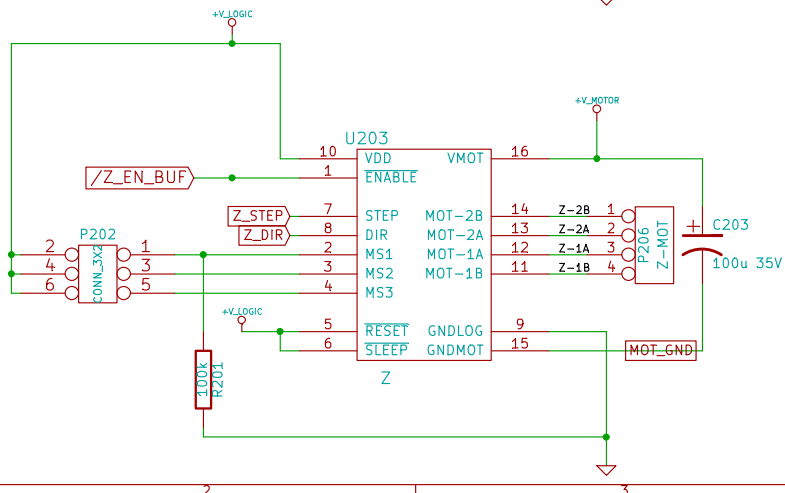 +V_LOGIC
+V_MOTOR
U203
10 VDD VMOT 16
/Z_EN_BUF 1 ENABLE
Z_STEP 7 STEP MOT-2B 14 Z-2B 1
Z_DIR 8 DIR MOT-2A 13 Z-2A 2
P202
2 1 2 MS1 MOT-1A 12 Z-1A 3
4 3 3 MS2 MOT-1B 11 Z-1B 4
6 5 4 MS3
CONN_3X2
P206
Z-MOT
C203
+
100u 35V
+V_LOGIC
5 RESET GNDLOG 9
6 SLEEP GNDMOT 15 MOT_GND
Z
100k
R201
2 3